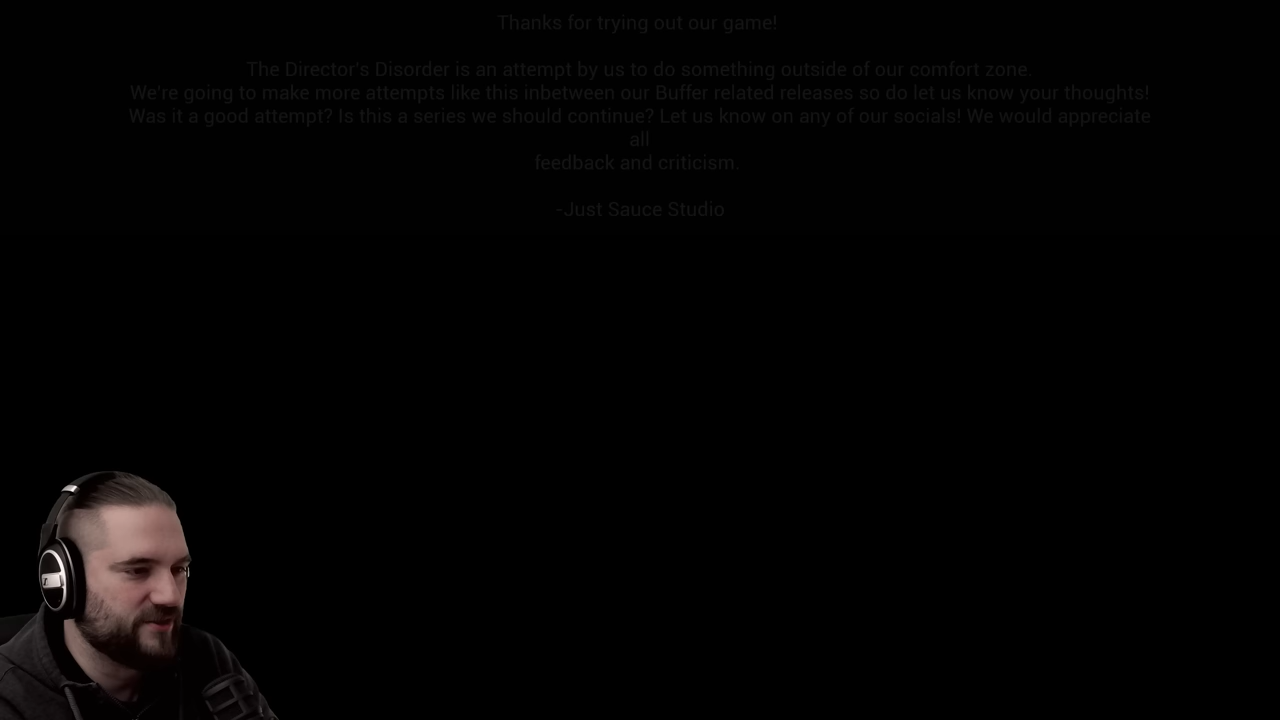 Thanks for trying out our game!
The Director's Disorder is an attempt by us to do something outside of our comfort zone.
We're going to make more attempts like this inbetween our Buffer related releases so do let us know your thoughts!
Was it a good attempt? Is this a series we should continue? Let us know on any of our socials! We would appreciate
all
feedback and criticism.
-Just Sauce Studio